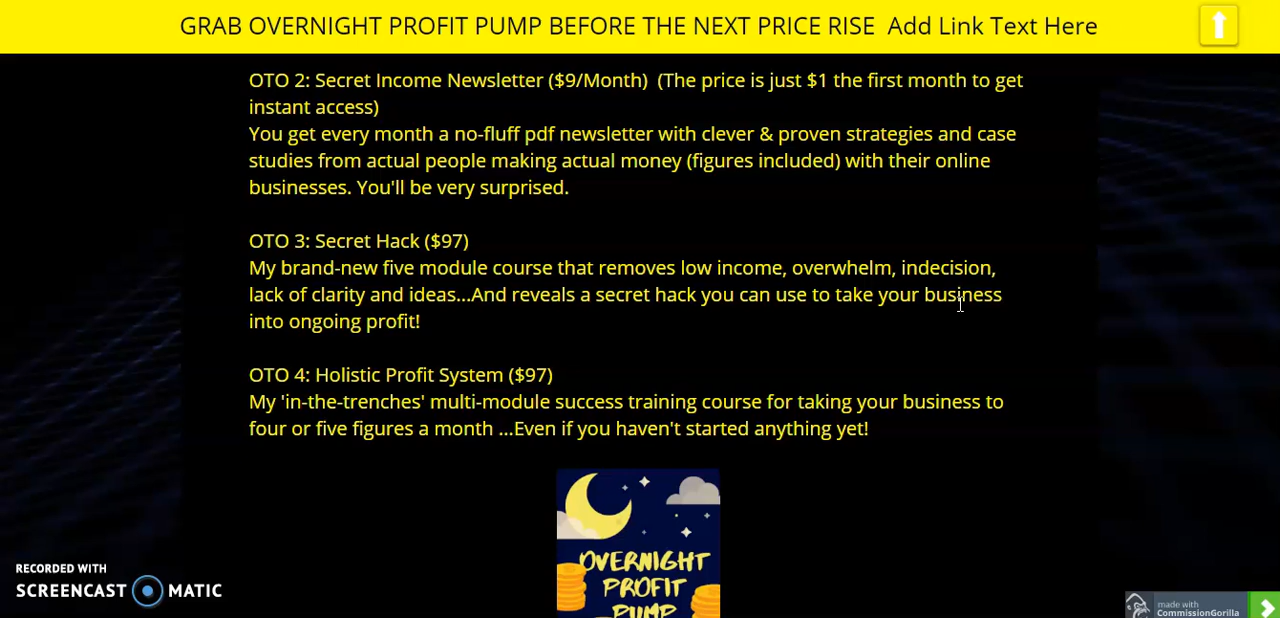 GRAB OVERNIGHT PROFIT PUMP BEFORE THE NEXT PRICE RISE Add Link Text Here
OTO 2: Secret Income Newsletter ($9/Month) (The price is just $1 the first month to get
instant access)
You get every month a no-fluff pdf newsletter with clever & proven strategies and case
studies from actual people making actual money (figures included) with their online
businesses. You'll be very surprised.
OTO 3: Secret Hack ($97)
My brand-new five module course that removes low income, overwhelm, indecision,
lack of clarity and ideas...And reveals a secret hack you can use to take your business
into ongoing profit!
OTO 4: Holistic Profit System ($97)
My 'in-the-trenches' multi-module success training course for taking your business to
four or five figures a month ...Even if you haven't started anything yet!
OVERNIGHT
PROFIT
PUMP
RECORDED WITH
SCREENCAST MATIC
made with
CommissionGorilla